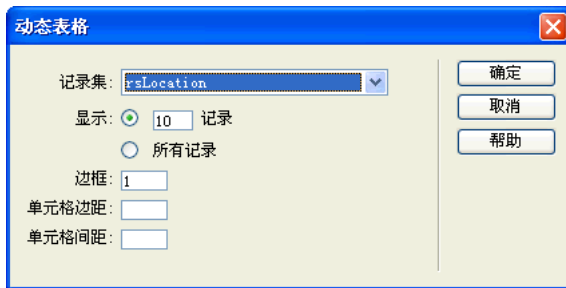 动态表格
记录集: rsLocation
显示: 10 记录
所有记录
边框: 1
单元格边距:
单元格间距:
确定
取消
帮助